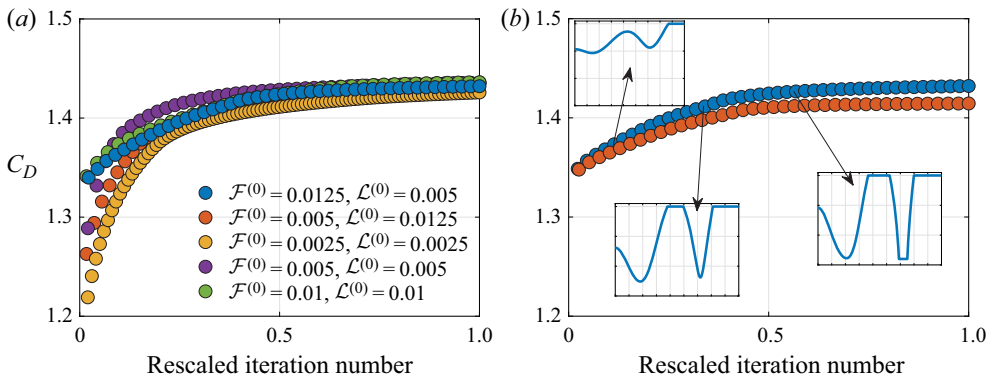 (a)
1.5
1.4
C_D
1.3
1.2
0
0.5
1.0
Rescaled iteration number
ℱ⁽⁰⁾ = 0.0125, ℒ⁽⁰⁾ = 0.005
ℱ⁽⁰⁾ = 0.005, ℒ⁽⁰⁾ = 0.0125
ℱ⁽⁰⁾ = 0.0025, ℒ⁽⁰⁾ = 0.0025
ℱ⁽⁰⁾ = 0.005, ℒ⁽⁰⁾ = 0.005
ℱ⁽⁰⁾ = 0.01, ℒ⁽⁰⁾ = 0.01
(b)
1.5
1.4
1.3
1.2
0
0.5
1.0
Rescaled iteration number